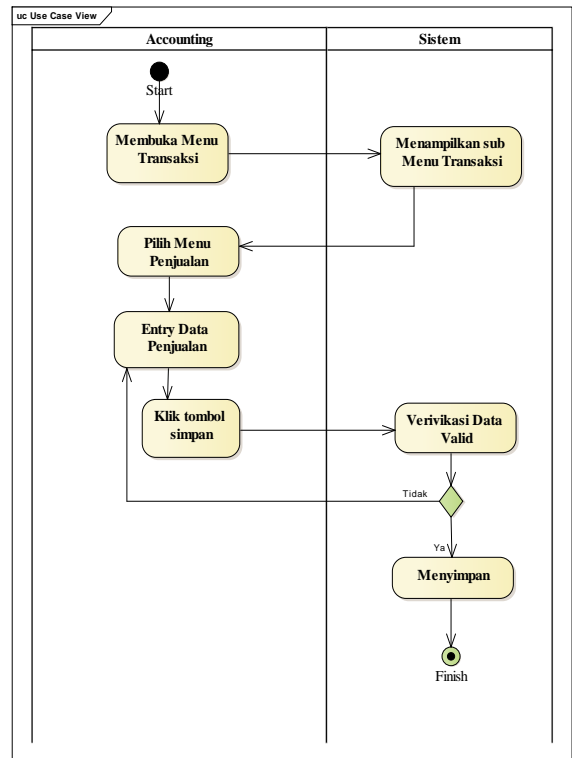 uc Use Case View
Accounting
Sistem
Start
Membuka Menu
Transaksi
Menampilkan sub
Menu Transaksi
Pilih Menu
Penjualan
Entry Data
Penjualan
Klik tombol
simpan
Verivikasi Data
Valid
Tidak
Ya
Menyimpan
Finish